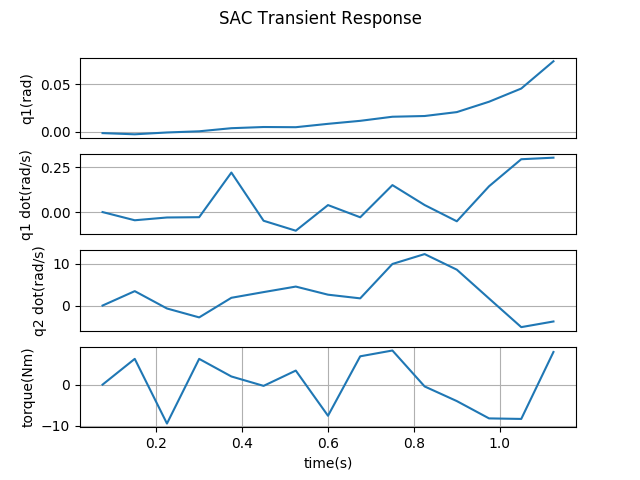 SAC Transient Response
q1(rad)
0.05
0.00
q1 dot(rad/s)
0.25
0.00
q2 dot(rad/s)
10
0
torque(Nm)
0
−10
0.2 0.4 0.6 0.8 1.0
time(s)